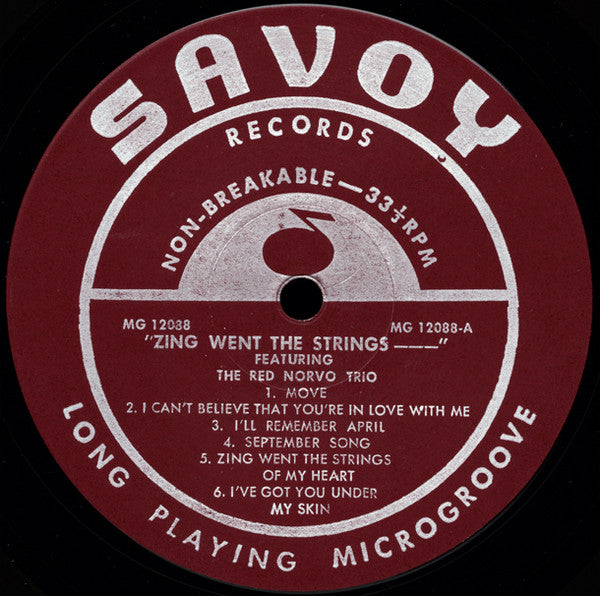 SAVOY
RECORDS
NON-BREAKABLE—33⅓RPM
MG 12088
MG 12088-A
"ZING WENT THE STRINGS ———"
FEATURING
THE RED NORVO TRIO
1. MOVE
2. I CAN'T BELIEVE THAT YOU'RE IN LOVE WITH ME
3. I'LL REMEMBER APRIL
4. SEPTEMBER SONG
5. ZING WENT THE STRINGS
OF MY HEART
6. I'VE GOT YOU UNDER
MY SKIN
LONG PLAYING MICROGROOVE